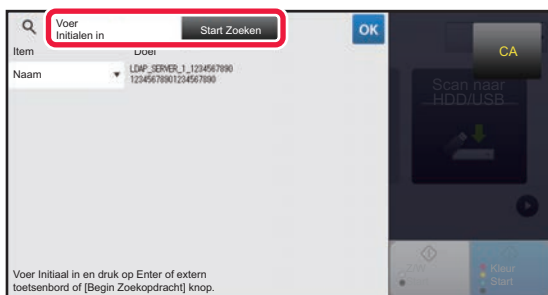 Voer
Initialen in
Start Zoeken
OK
CA
Item
Doel
Naam
LDAP_SERVER_1_1234567890
12345678901234567890
Scan naar
HDD/USB
Voer Initiaal in en druk op Enter of extern
toetsenbord of [Begin Zoekopdracht] knop.
Z/W
Start
Kleur
Start